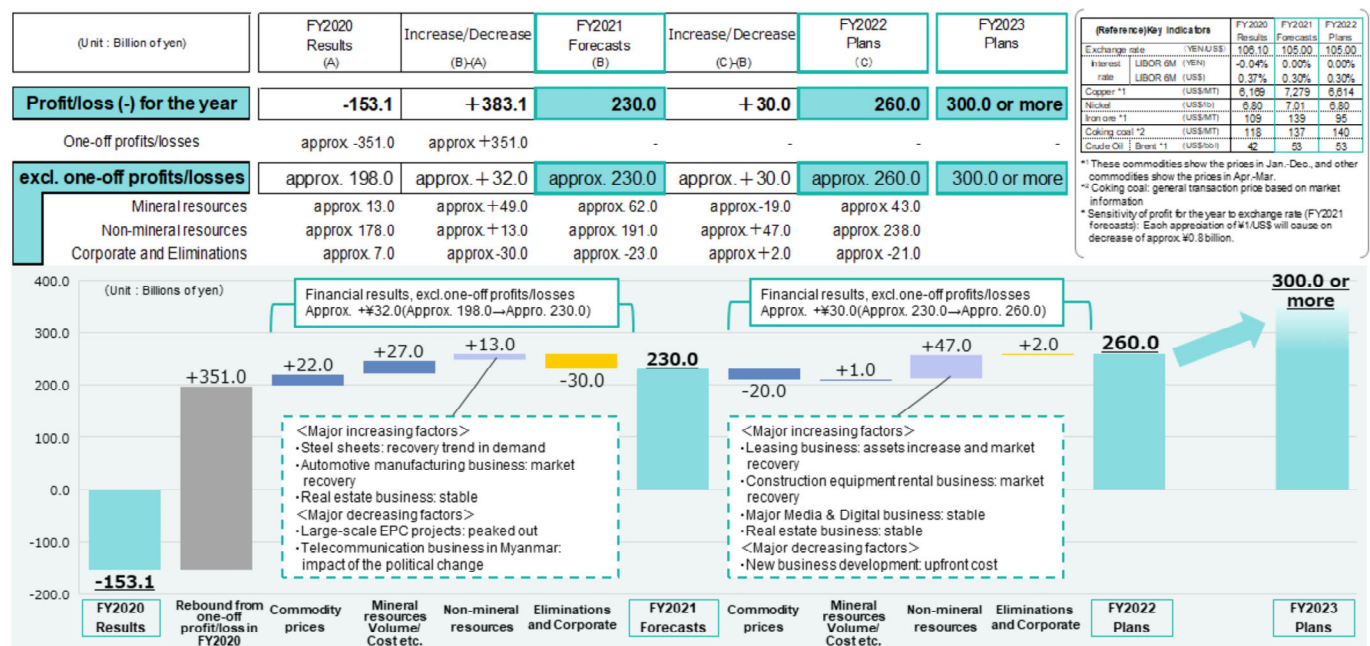 (Unit : Billion of yen)
FY2020 Results (A)
Increase/Decrease (B)-(A)
FY2021 Forecasts (B)
Increase/Decrease (C)-(B)
FY2022 Plans (C)
FY2023 Plans
Profit/loss (-) for the year -153.1 +383.1 230.0 +30.0 260.0 300.0 or more
One-off profits/losses approx. -351.0 approx.+351.0 - - - -
excl. one-off profits/losses approx. 198.0 approx.+32.0 approx. 230.0 approx.+30.0 approx. 260.0 300.0 or more
Mineral resources approx. 13.0 approx.+49.0 approx. 62.0 approx.-19.0 approx. 43.0
Non-mineral resources approx. 178.0 approx.+13.0 approx. 191.0 approx.+47.0 approx. 238.0
Corporate and Eliminations approx. 7.0 approx.-30.0 approx. -23.0 approx.+2.0 approx. -21.0
(Reference)Key Indicators FY2020 Results FY2021 Forecasts FY2022 Plans
Exchange rate (YEN/US$) 106.10 105.00 105.00
Interest rate LIBOR 6M (YEN) -0.04% 0.00% 0.00%
LIBOR 6M (US$) 0.37% 0.30% 0.30%
Copper *1 (US$/MT) 6,169 7,279 6,614
Nickel (US$/lb) 6.80 7.01 6.80
Iron ore *1 (US$/MT) 109 139 95
Coking coal *2 (US$/MT) 118 137 140
Crude Oil Brent *1 (US$/bbl) 42 53 53
*1 These commodities show the prices in Jan.-Dec., and other
commodities show the prices in Apr.-Mar.
*2 Coking coal: general transaction price based on market
information
* Sensitivity of profit for the year to exchange rate (FY2021
forecasts): Each appreciation of ¥1/US$ will cause on
decrease of approx. ¥0.8 billion.
(Unit : Billions of yen)
400.0
300.0
200.0
100.0
0.0
-100.0
-200.0
Financial results, excl.one-off profits/losses
Approx. +¥32.0(Approx. 198.0→Appro. 230.0)
Financial results, excl.one-off profits/losses
Approx. +¥30.0(Approx. 230.0→Appro. 260.0)
-153.1
+351.0
+22.0
+27.0
+13.0
-30.0
230.0
-20.0
+1.0
+47.0
+2.0
260.0
300.0 or
more
<Major increasing factors>
・Steel sheets: recovery trend in demand
・Automotive manufacturing business: market
recovery
・Real estate business: stable
<Major decreasing factors>
・Large-scale EPC projects: peaked out
・Telecommunication business in Myanmar:
impact of the political change
<Major increasing factors>
・Leasing business: assets increase and market
recovery
・Construction equipment rental business: market
recovery
・Major Media & Digital business: stable
・Real estate business: stable
<Major decreasing factors>
・New business development: upfront cost
FY2020
Results
Rebound from
one-off
profit/loss in
FY2020
Commodity
prices
Mineral
resources
Volume/
Cost etc.
Non-mineral
resources
Eliminations
and Corporate
FY2021
Forecasts
Commodity
prices
Mineral
resources
Volume/
Cost etc.
Non-mineral
resources
Eliminations
and Corporate
FY2022
Plans
FY2023
Plans